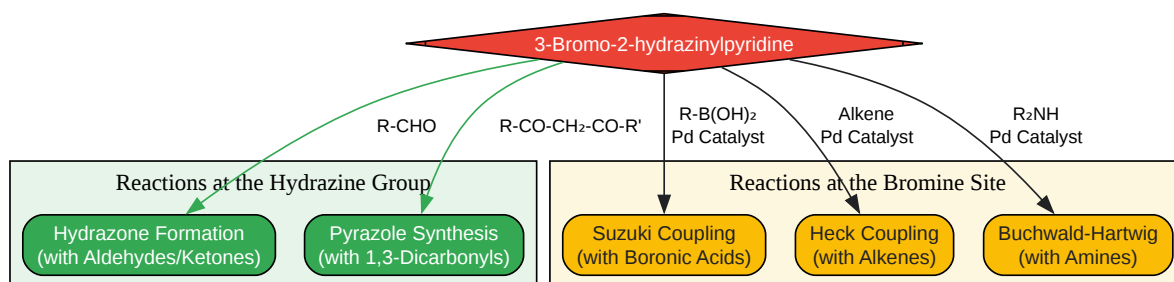 3-Bromo-2-hydrazinylpyridine
R-CHO
R-CO-CH₂-CO-R'
R-B(OH)₂
Pd Catalyst
Alkene
Pd Catalyst
R₂NH
Pd Catalyst
Reactions at the Hydrazine Group
Hydrazone Formation
(with Aldehydes/Ketones)
Pyrazole Synthesis
(with 1,3-Dicarbonyls)
Reactions at the Bromine Site
Suzuki Coupling
(with Boronic Acids)
Heck Coupling
(with Alkenes)
Buchwald-Hartwig
(with Amines)